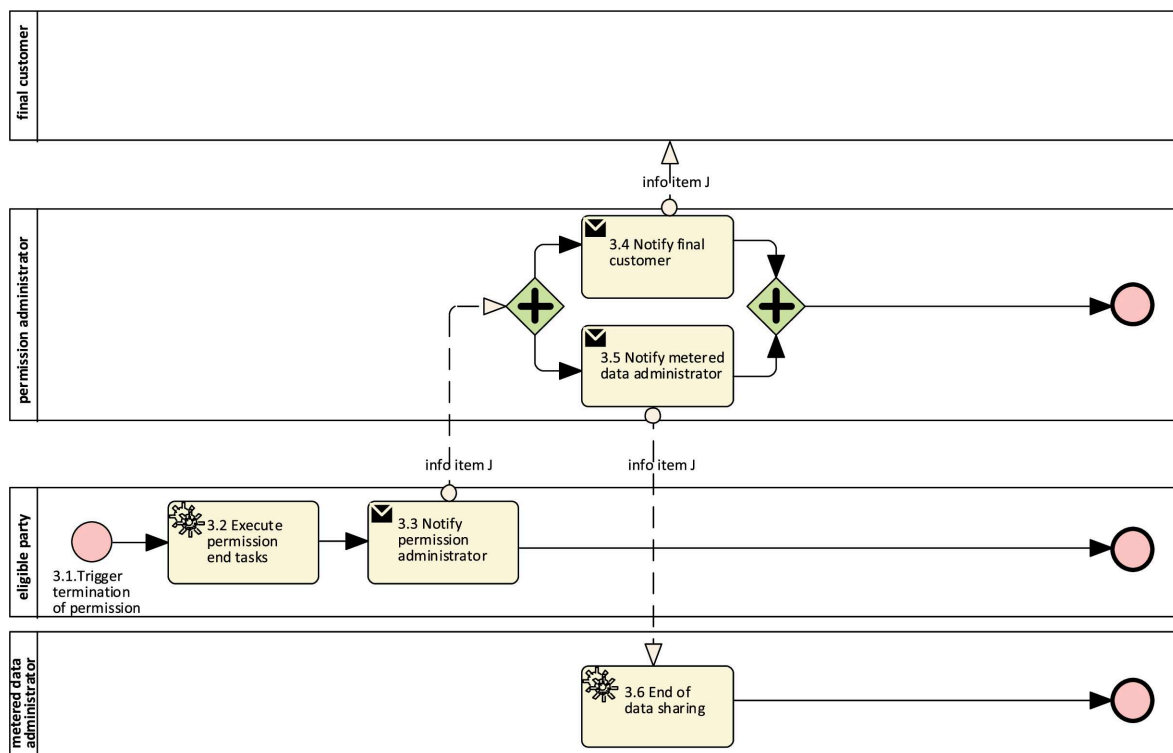 final customer
info item J
permission administrator
3.4 Notify final
customer
3.5 Notify metered
data administrator
info item J
info item J
eligible party
3.1.Trigger
termination
of permission
3.2 Execute
permission
end tasks
3.3 Notify
permission
administrator
metered data
administrator
3.6 End of
data sharing